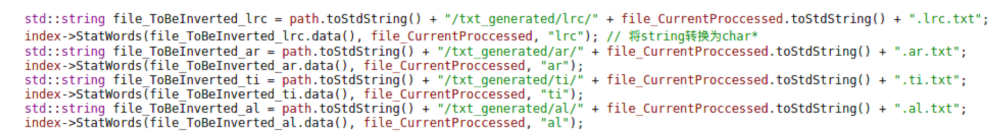 std::string file_ToBeInverted_lrc = path.toStdString() + "/txt_generated/lrc/" + file_CurrentProccessed.toStdString() + ".lrc.txt";
index->StatWords(file_ToBeInverted_lrc.data(), file_CurrentProccessed, "lrc"); // 将string转换为char*
std::string file_ToBeInverted_ar = path.toStdString() + "/txt_generated/ar/" + file_CurrentProccessed.toStdString() + ".ar.txt";
index->StatWords(file_ToBeInverted_ar.data(), file_CurrentProccessed, "ar");
std::string file_ToBeInverted_ti = path.toStdString() + "/txt_generated/ti/" + file_CurrentProccessed.toStdString() + ".ti.txt";
index->StatWords(file_ToBeInverted_ti.data(), file_CurrentProccessed, "ti");
std::string file_ToBeInverted_al = path.toStdString() + "/txt_generated/al/" + file_CurrentProccessed.toStdString() + ".al.txt";
index->StatWords(file_ToBeInverted_al.data(), file_CurrentProccessed, "al");